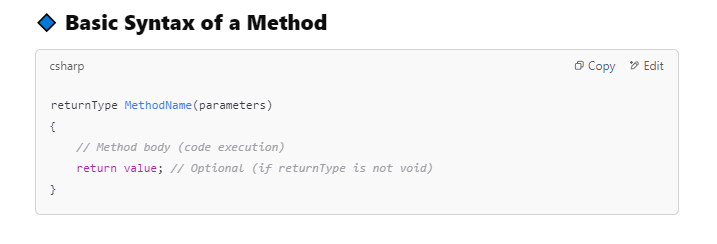 Basic Syntax of a Method
csharp
Copy
Edit
returnType MethodName(parameters)
{
// Method body (code execution)
return value; // Optional (if returnType is not void)
}